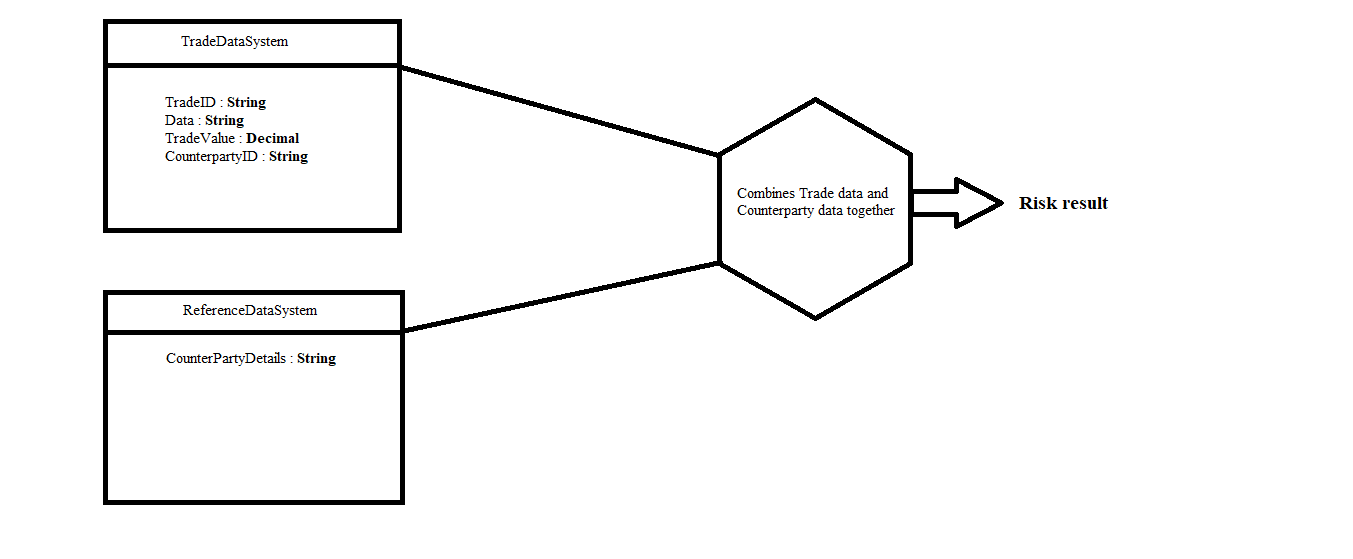 TradeDataSystem
TradeID : String
Data : String
TradeValue : Decimal
CounterpartyID : String
Combines Trade data and
Counterparty data together
Risk result
ReferenceDataSystem
CounterPartyDetails : String